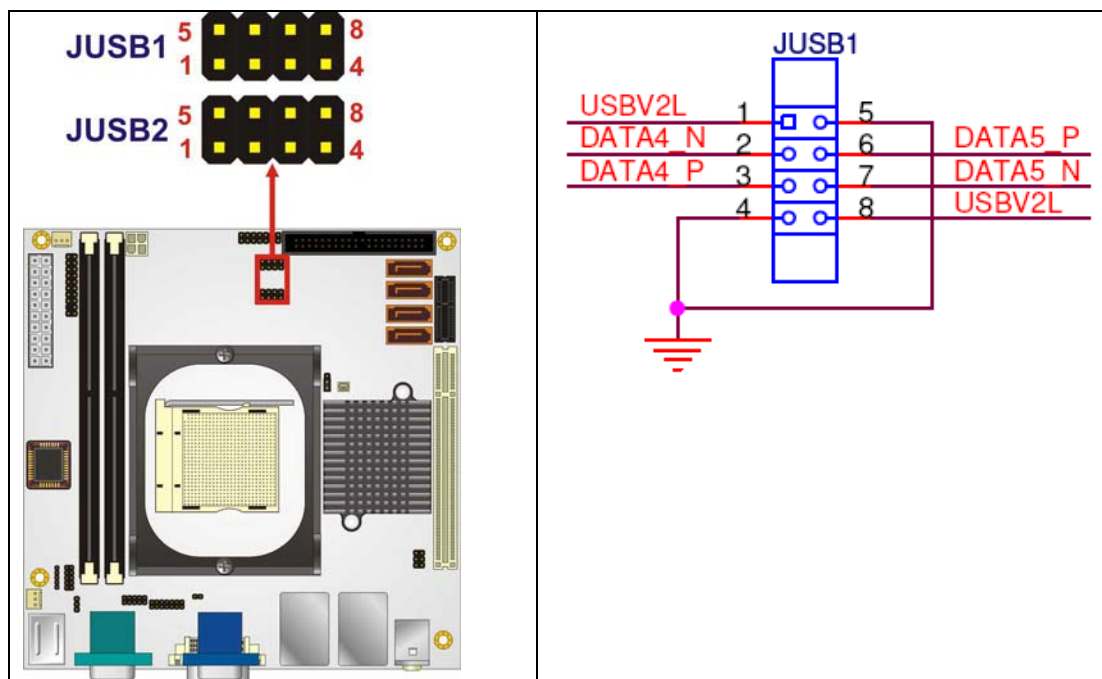 JUSB1 5 8
1 4
JUSB2 5 8
1 4
JUSB1
USBV2L 1 5
DATA4_N 2 6 DATA5_P
DATA4_P 3 7 DATA5_N
4 8 USBV2L